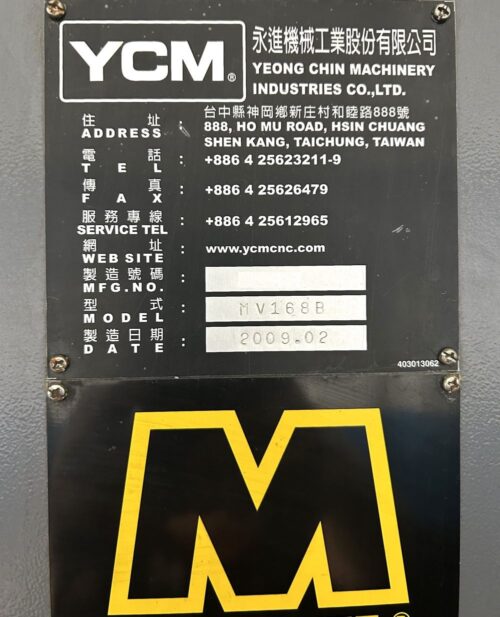 YCM®
永進機械工業股份有限公司
YEONG CHIN MACHINERY
INDUSTRIES CO.,LTD.
住 址 : 台中縣神岡鄉新庄村和睦路888號
ADDRESS 888, HO MU ROAD, HSIN CHUANG
SHEN KANG, TAICHUNG, TAIWAN
電 話 : +886 4 25623211-9
TEL
傳 真 : +886 4 25626479
FAX
服務專線 : +886 4 25612965
SERVICE TEL
網 址 : www.ycmcnc.com
WEB SITE
製造號碼 :
MFG.NO.
型 式 : MV168B
MODEL
製造日期 : 2009.02
DATE
403013062
M
®